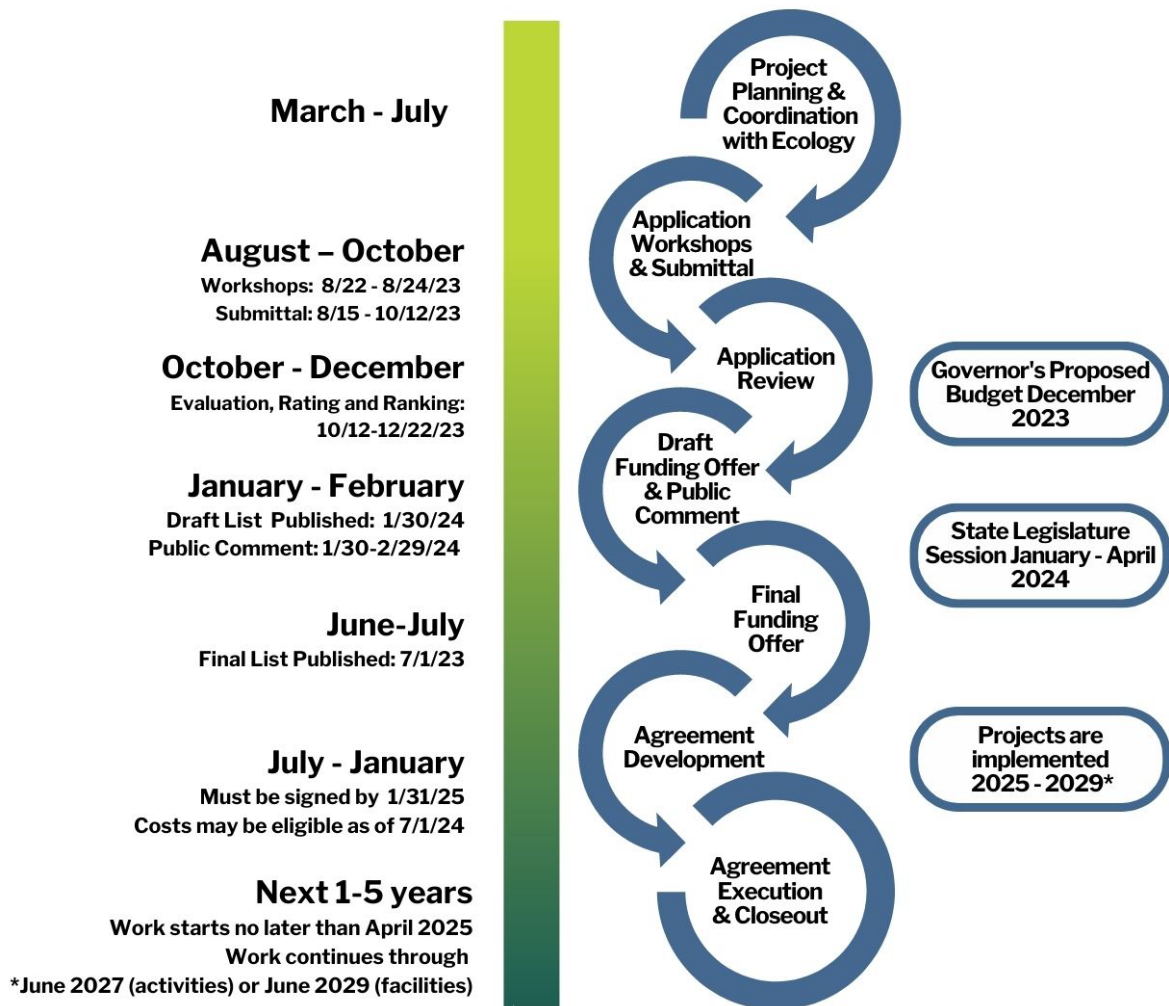 March - July
Project
Planning &
Coordination
with Ecology
August – October
Workshops: 8/22 - 8/24/23
Submittal: 8/15 - 10/12/23
Application
Workshops
& Submittal
October - December
Evaluation, Rating and Ranking:
10/12-12/22/23
Application
Review
Governor's Proposed
Budget December
2023
January - February
Draft List Published: 1/30/24
Public Comment: 1/30-2/29/24
Draft
Funding Offer
& Public
Comment
State Legislature
Session January - April
2024
June-July
Final List Published: 7/1/23
Final
Funding
Offer
July - January
Must be signed by 1/31/25
Costs may be eligible as of 7/1/24
Agreement
Development
Projects are
implemented
2025 - 2029*
Next 1-5 years
Work starts no later than April 2025
Work continues through
*June 2027 (activities) or June 2029 (facilities)
Agreement
Execution
& Closeout